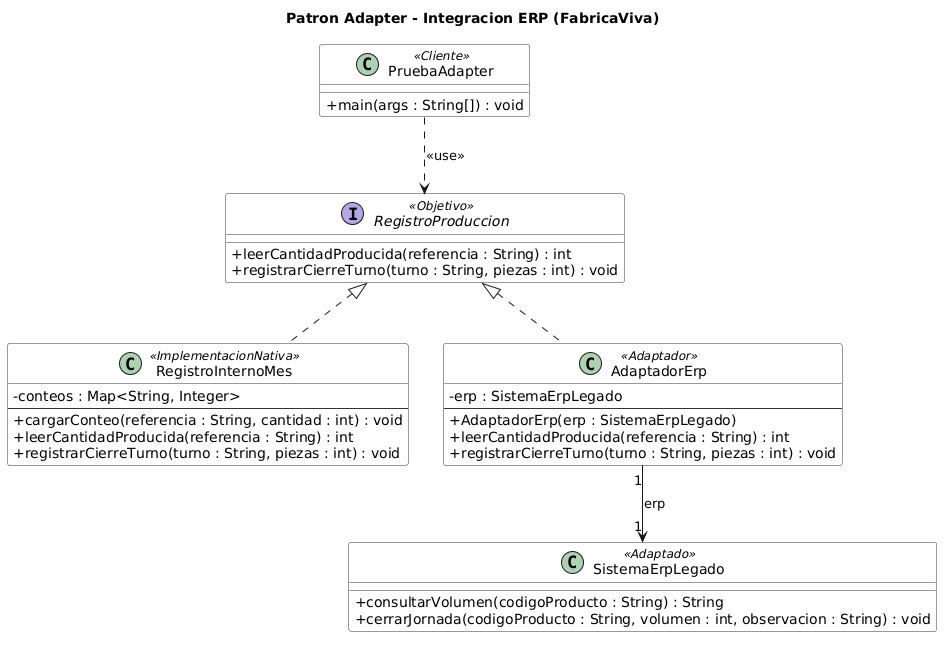 Patron Adapter - Integracion ERP (FabricaViva)
C
«Cliente»
PruebaAdapter
+main(args : String[]) : void
«use»
I
«Objetivo»
RegistroProduccion
+leerCantidadProducida(referencia : String) : int
+registrarCierreTurno(turno : String, piezas : int) : void
C
«ImplementacionNativa»
RegistroInternoMes
-conteos : Map<String, Integer>
+cargarConteo(referencia : String, cantidad : int) : void
+leerCantidadProducida(referencia : String) : int
+registrarCierreTurno(turno : String, piezas : int) : void
C
«Adaptador»
AdaptadorErp
-erp : SistemaErpLegado
+AdaptadorErp(erp : SistemaErpLegado)
+leerCantidadProducida(referencia : String) : int
+registrarCierreTurno(turno : String, piezas : int) : void
1
erp
1
C
«Adaptado»
SistemaErpLegado
+consultarVolumen(codigoProducto : String) : String
+cerrarJornada(codigoProducto : String, volumen : int, observacion : String) : void